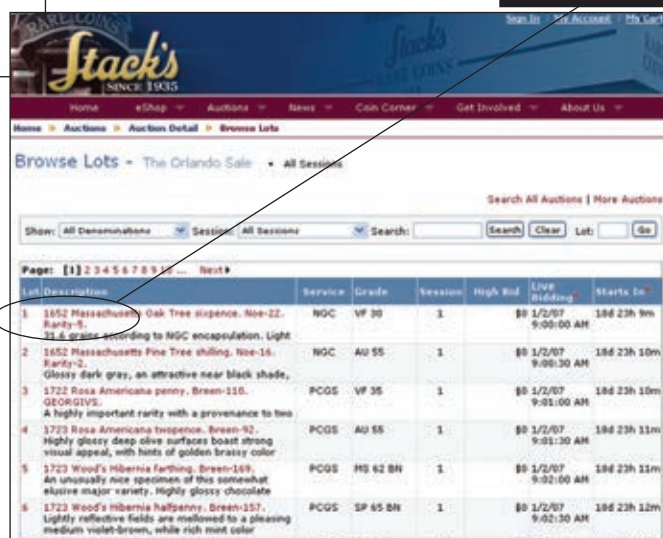 RARE COINS
Stack's
SINCE 1935
Stack's
RARE COINS
Sign In My Account My Cart
Home eShop Auctions News Coin Corner Get Involved About Us
Home Auctions Auction Detail Browse Lots
Browse Lots - The Orlando Sale • All Sessions
Search All Auctions | More Auctions
Show: All Denominations Session: All Sessions Search: Search Clear Lot: Go
Page: [1] 2 3 4 5 6 7 8 9 10 ... Next
Lot Description Service Grade Session High Bid Live Bidding* Starts In*
1 1652 Massachusetts Oak Tree sixpence. Noe-22. NGC VF 30 1 $0 1/2/07 18d 23h 9m
Rarity-5. 9:00:00 AM
31.6 grains according to NGC encapsulation. Light
2 1652 Massachusetts Pine Tree shilling. Noe-16. NGC AU 55 1 $0 1/2/07 18d 23h 10m
Rarity-2. 9:00:30 AM
Glossy dark gray, an attractive near black shade,
3 1722 Rosa Americana penny. Breen-110. PCGS VF 35 1 $0 1/2/07 18d 23h 10m
GEORGIVS. 9:01:00 AM
A highly important rarity with a provenance to two
4 1723 Rosa Americana twopence. Breen-92. PCGS AU 55 1 $0 1/2/07 18d 23h 11m
Highly glossy deep olive surfaces boast strong 9:01:30 AM
visual appeal, with hints of golden brassy color
5 1723 Wood's Hibernia farthing. Breen-169. PCGS MS 62 BN 1 $0 1/2/07 18d 23h 11m
An unusually nice specimen of this somewhat 9:02:00 AM
elusive major variety. Highly glossy chocolate
6 1723 Wood's Hibernia halfpenny. Breen-157. PCGS SP 65 BN 1 $0 1/2/07 18d 23h 12m
Lightly reflective fields are mellowed to a pleasing 9:02:30 AM
medium violet-brown, while rich mint color